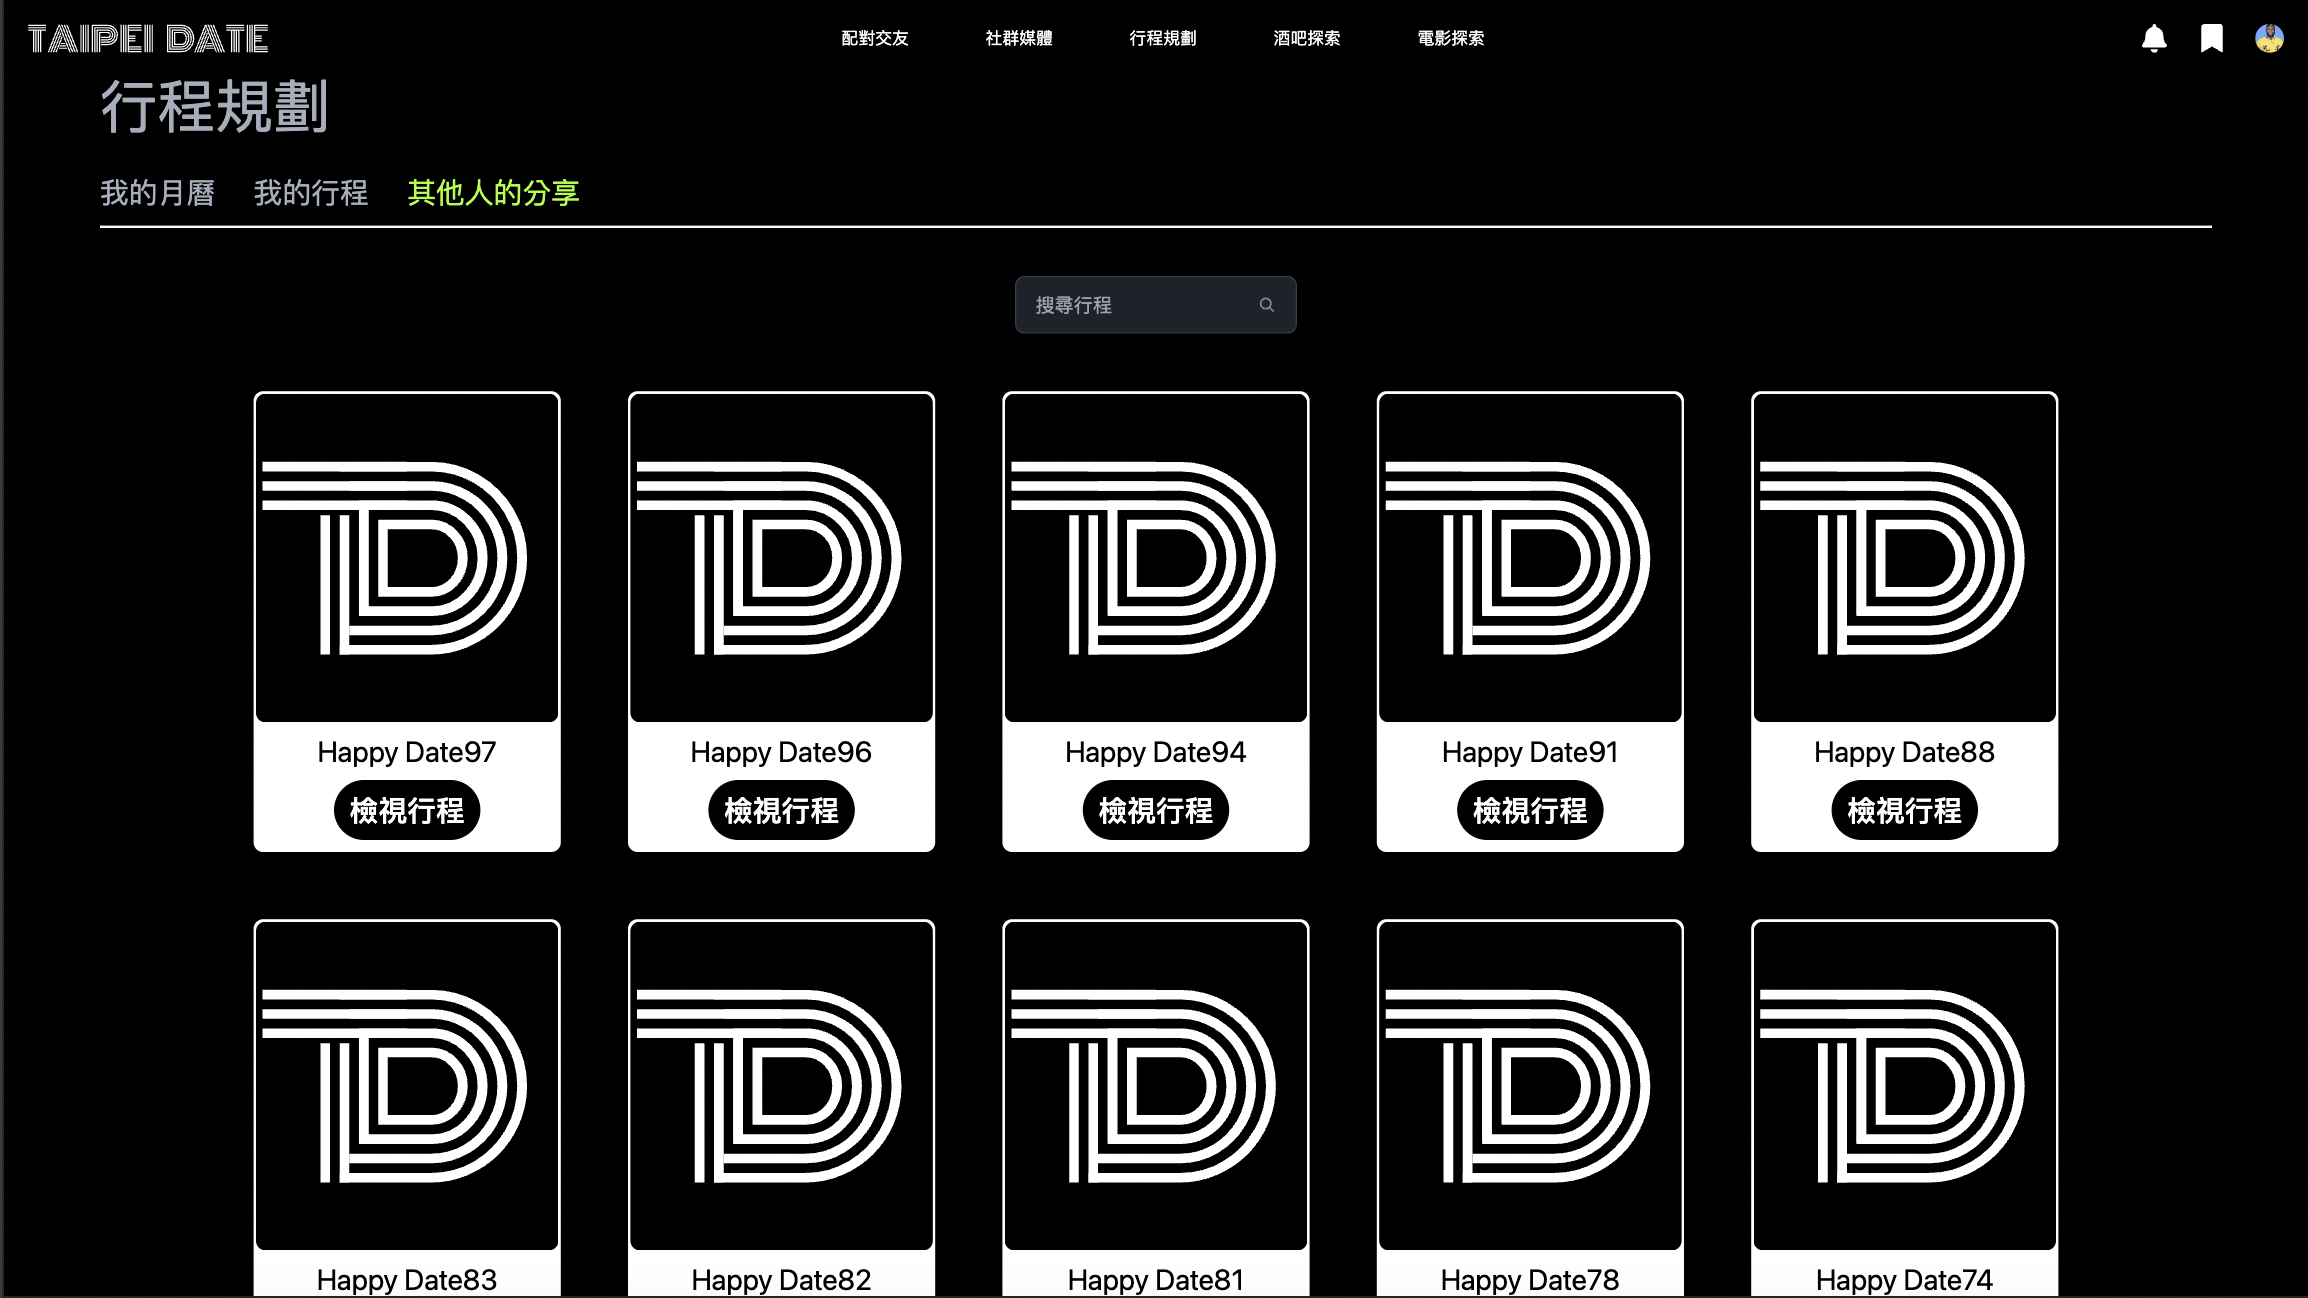 TAIPEI DATE
配對交友 社群媒體 行程規劃 酒吧探索 電影探索
行程規劃
我的月曆 我的行程 其他人的分享
搜尋行程
Happy Date97 Happy Date96 Happy Date94 Happy Date91 Happy Date88
檢視行程 檢視行程 檢視行程 檢視行程 檢視行程
Happy Date83 Happy Date82 Happy Date81 Happy Date78 Happy Date74